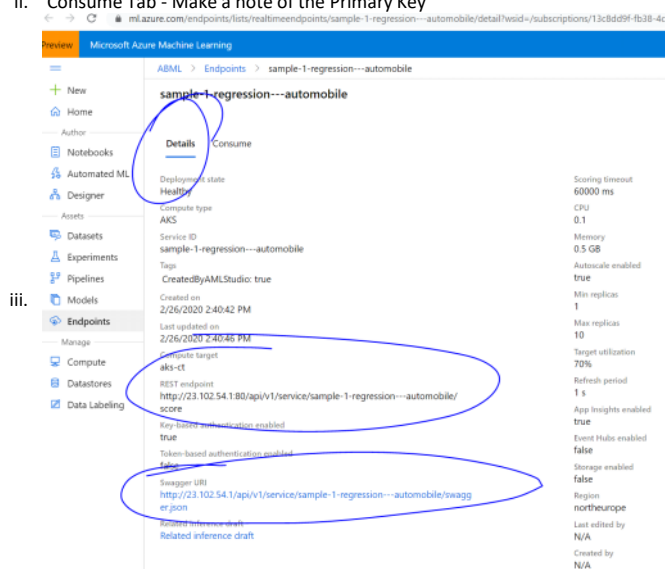 ii. Consume Tab - Make a note of the Primary Key
ml.azure.com/endpoints/lists/realtimeendpoints/sample-1-regression---automobile/detail?wsid=/subscriptions/13c8dd9f-fb38-4c
Preview Microsoft Azure Machine Learning
ABML > Endpoints > sample-1-regression---automobile
New
Home
Author
Notebooks
Automated ML
Designer
Assets
Datasets
Experiments
Pipelines
iii.
Models
Endpoints
Manage
Compute
Datastores
Data Labeling
sample-1-regression---automobile
Details Consume
Deployment state
Healthy
Compute type
AKS
Service ID
sample-1-regression---automobile
Tags
CreatedByAMLStudio: true
Created on
2/26/2020 2:40:42 PM
Last updated on
2/26/2020 2:40:46 PM
Compute target
aks-ct
REST endpoint
http://23.102.54.1:80/api/v1/service/sample-1-regression---automobile/
score
Key-based authentication enabled
true
Token-based authentication enabled
false
Swagger URI
http://23.102.54.1/api/v1/service/sample-1-regression---automobile/swagg
er.json
Related inference draft
Related inference draft
Scoring timeout
60000 ms
CPU
0.1
Memory
0.5 GB
Autoscale enabled
true
Min replicas
1
Max replicas
10
Target utilization
70%
Refresh period
1 s
App Insights enabled
true
Event Hubs enabled
false
Storage enabled
false
Region
northeurope
Last edited by
N/A
Created by
N/A